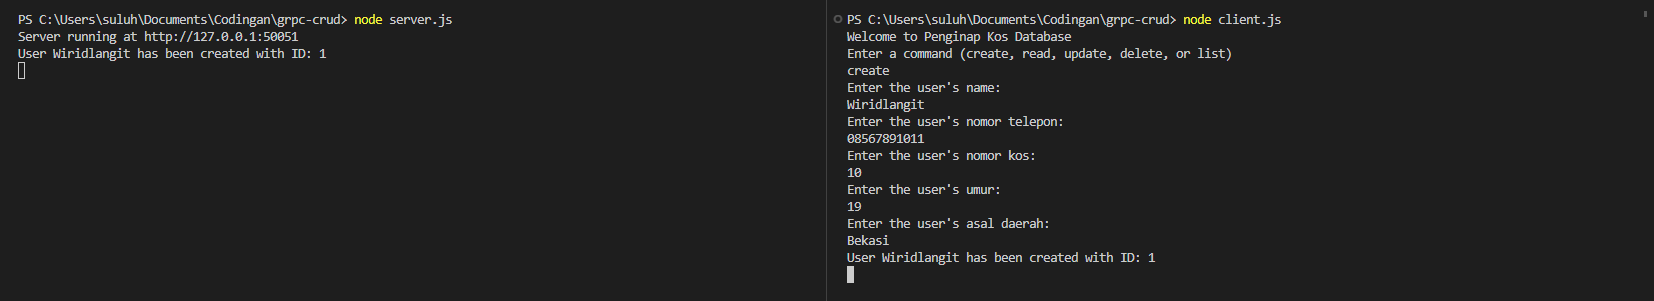 PS C:\Users\suluh\Documents\Codingan\grpc-crud> node server.js
Server running at http://127.0.0.1:50051
User Wiridlangit has been created with ID: 1
PS C:\Users\suluh\Documents\Codingan\grpc-crud> node client.js
Welcome to Penginap Kos Database
Enter a command (create, read, update, delete, or list)
create
Enter the user's name:
Wiridlangit
Enter the user's nomor telepon:
08567891011
Enter the user's nomor kos:
10
Enter the user's umur:
19
Enter the user's asal daerah:
Bekasi
User Wiridlangit has been created with ID: 1